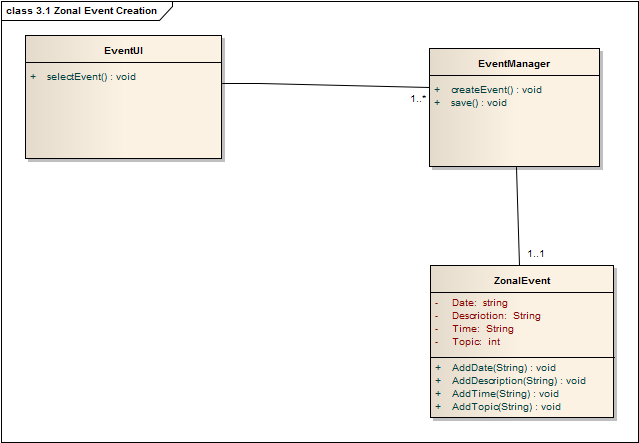 class 3.1 Zonal Event Creation
EventUI
+ selectEvent() : void
EventManager
+ createEvent() : void
+ save() : void
1..*
1..1
ZonalEvent
- Date: string
- Descriotion: String
- Time: String
- Topic: int
+ AddDate(String) : void
+ AddDescription(String) : void
+ AddTime(String) : void
+ AddTopic(String) : void